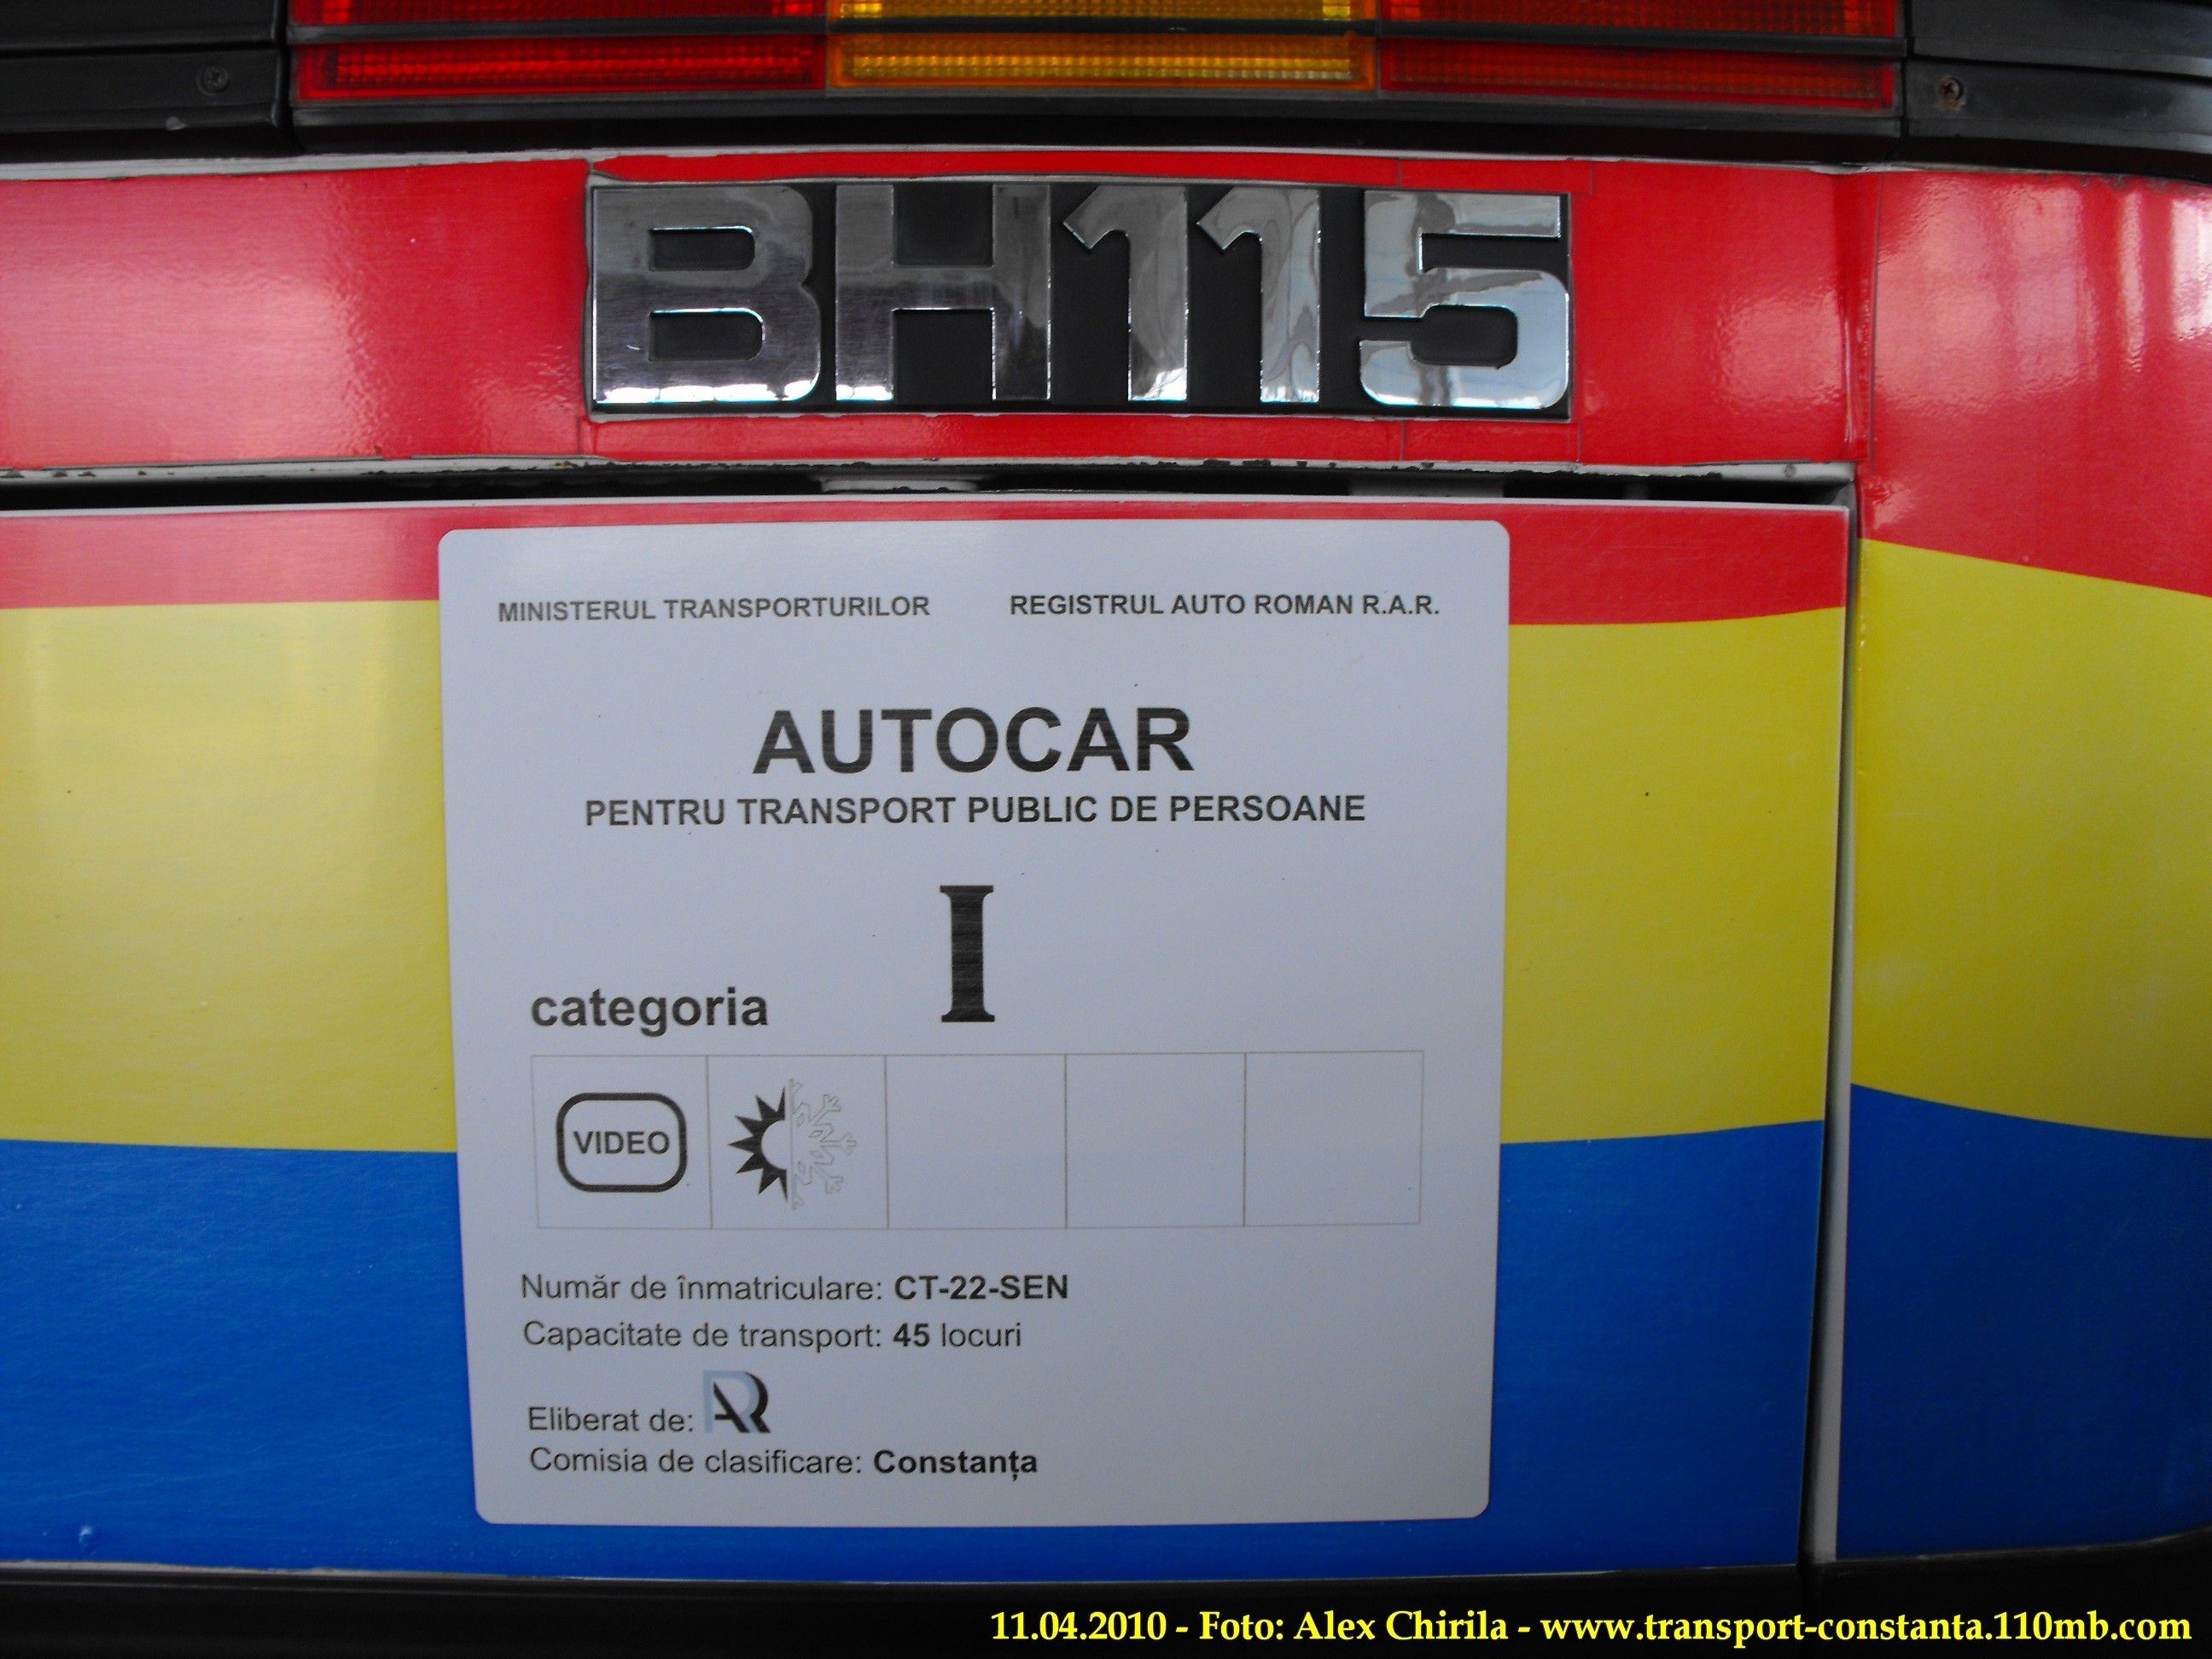 BH115
MINISTERUL TRANSPORTURILOR REGISTRUL AUTO ROMAN R.A.R.
AUTOCAR
PENTRU TRANSPORT PUBLIC DE PERSOANE
categoria I
VIDEO
Număr de înmatriculare: CT-22-SEN
Capacitate de transport: 45 locuri
Eliberat de: RAR
Comisia de clasificare: Constanța
11.04.2010 - Foto: Alex Chirila - www.transport-constanta.110mb.com